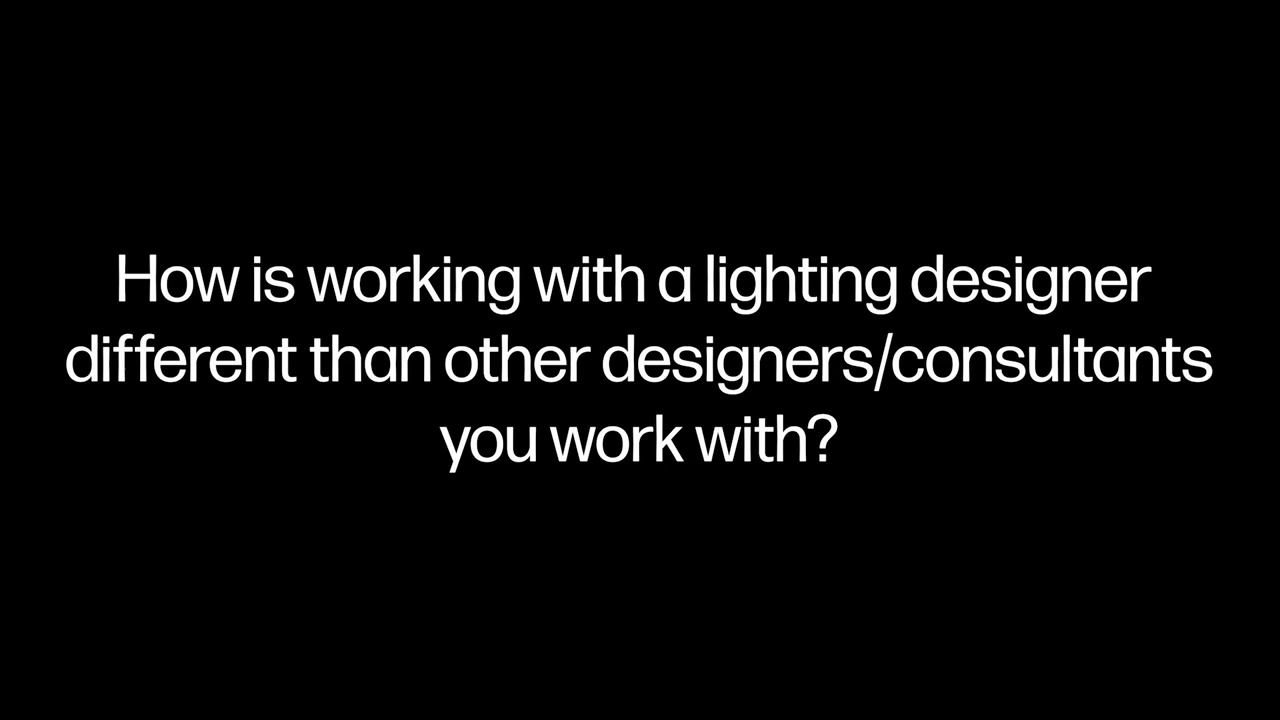 How is working with a lighting designer
different than other designers/consultants
you work with?